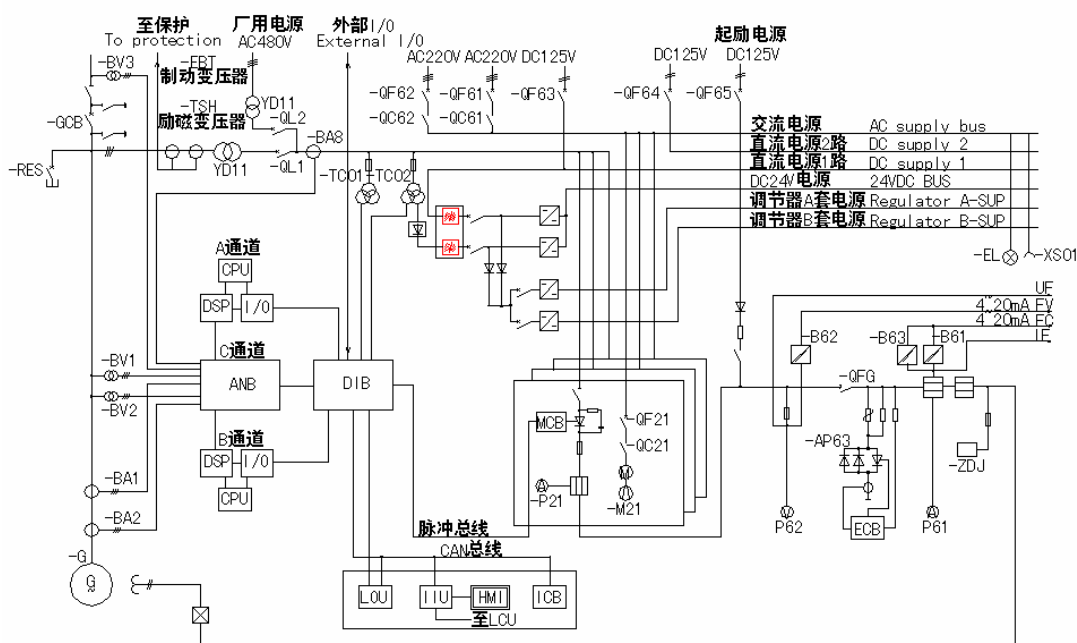 至保护
To protection
厂用电源
AC480V
外部I/O
External I/O
起励电源
-BV3
-EBT
制动变压器
-TSH
励磁变压器
YD11
-QL2
-BA8
-QL1
YD11
-GCB
-RES
AC220V
AC220V
DC125V
DC125V
DC125V
-QF62
-QF61
-QF63
-QF64
-QF65
-QC62
-QC61
交流电源 AC supply bus
直流电源2路 DC supply 2
直流电源1路 DC supply 1
DC24V电源 24VDC BUS
调节器A套电源 Regulator A-SUP
调节器B套电源 Regulator B-SUP
-TC01
-TC02
-EL
-XS01
A通道
CPU
DSP
I/O
C通道
ANB
DIB
B通道
DSP
I/O
CPU
-BV1
-BV2
-BA1
-BA2
-G
G
UF
4~20mA FV
4~20mA FC
IF
-B62
-B63
-B61
-QFG
-AP63
-ZDJ
ECB
P62
P61
MCB
-QF21
-QC21
M
-P21
-M21
A
V
A
脉冲总线
CAN总线
LOU
IIU
HMI
ICB
至LCU